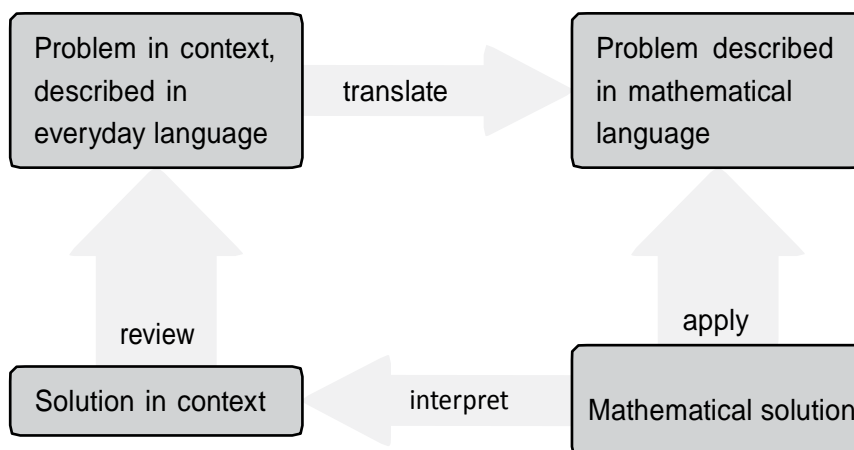 Problem in context,
described in
everyday language
translate
Problem described
in mathematical
language
review
apply
Solution in context
interpret
Mathematical solution